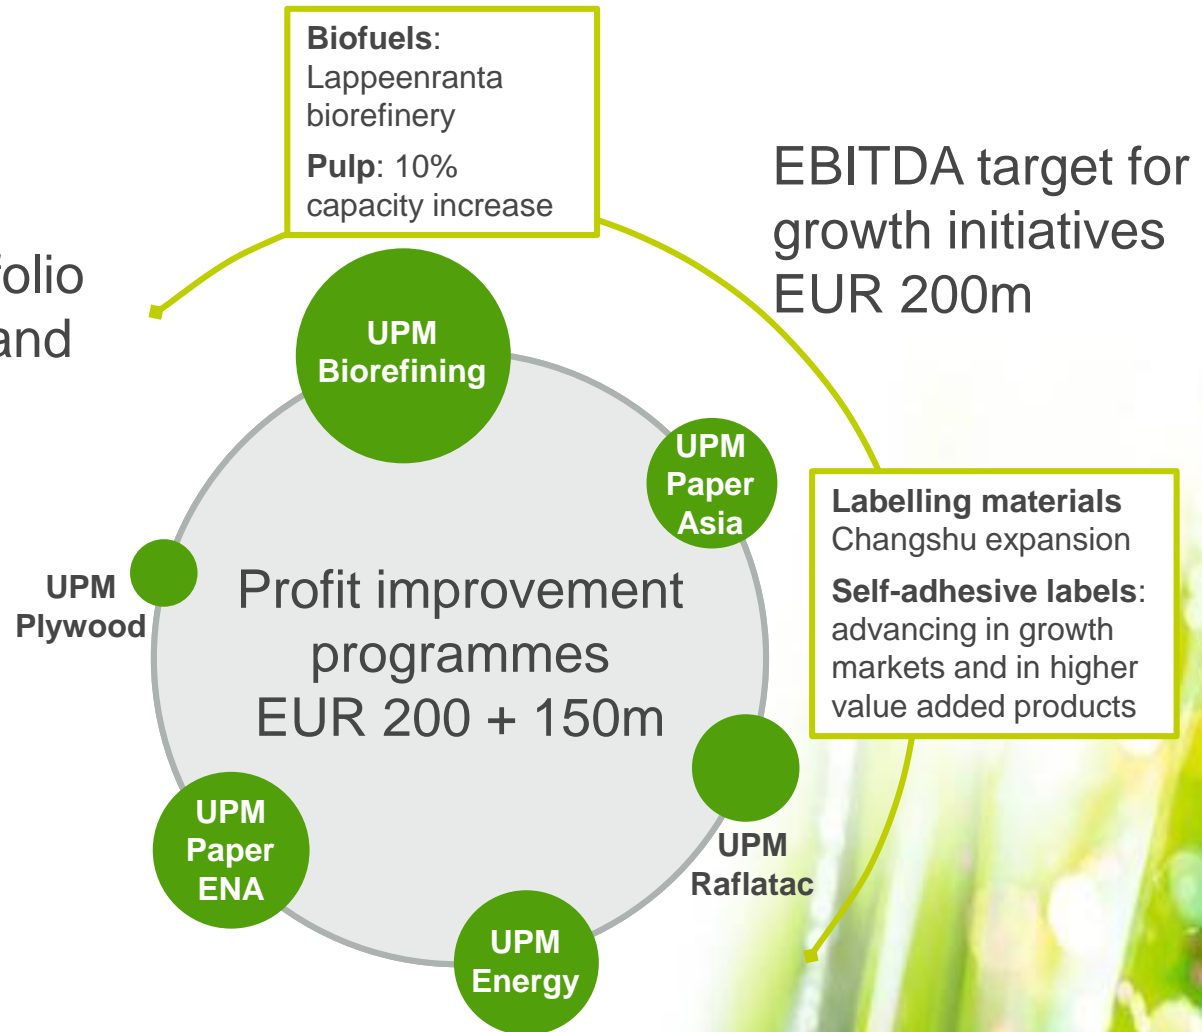 Biofuels:
Lappeenranta
biorefinery
Pulp: 10%
capacity increase
EBITDA target for
growth initiatives
EUR 200m
folio
and
UPM
Biorefining
UPM
Paper
Asia
Labelling materials
Changshu expansion
Self-adhesive labels:
advancing in growth
markets and in higher
value added products
UPM
Plywood
Profit improvement
programmes
EUR 200 + 150m
UPM
Raflatac
UPM
Paper
ENA
UPM
Energy